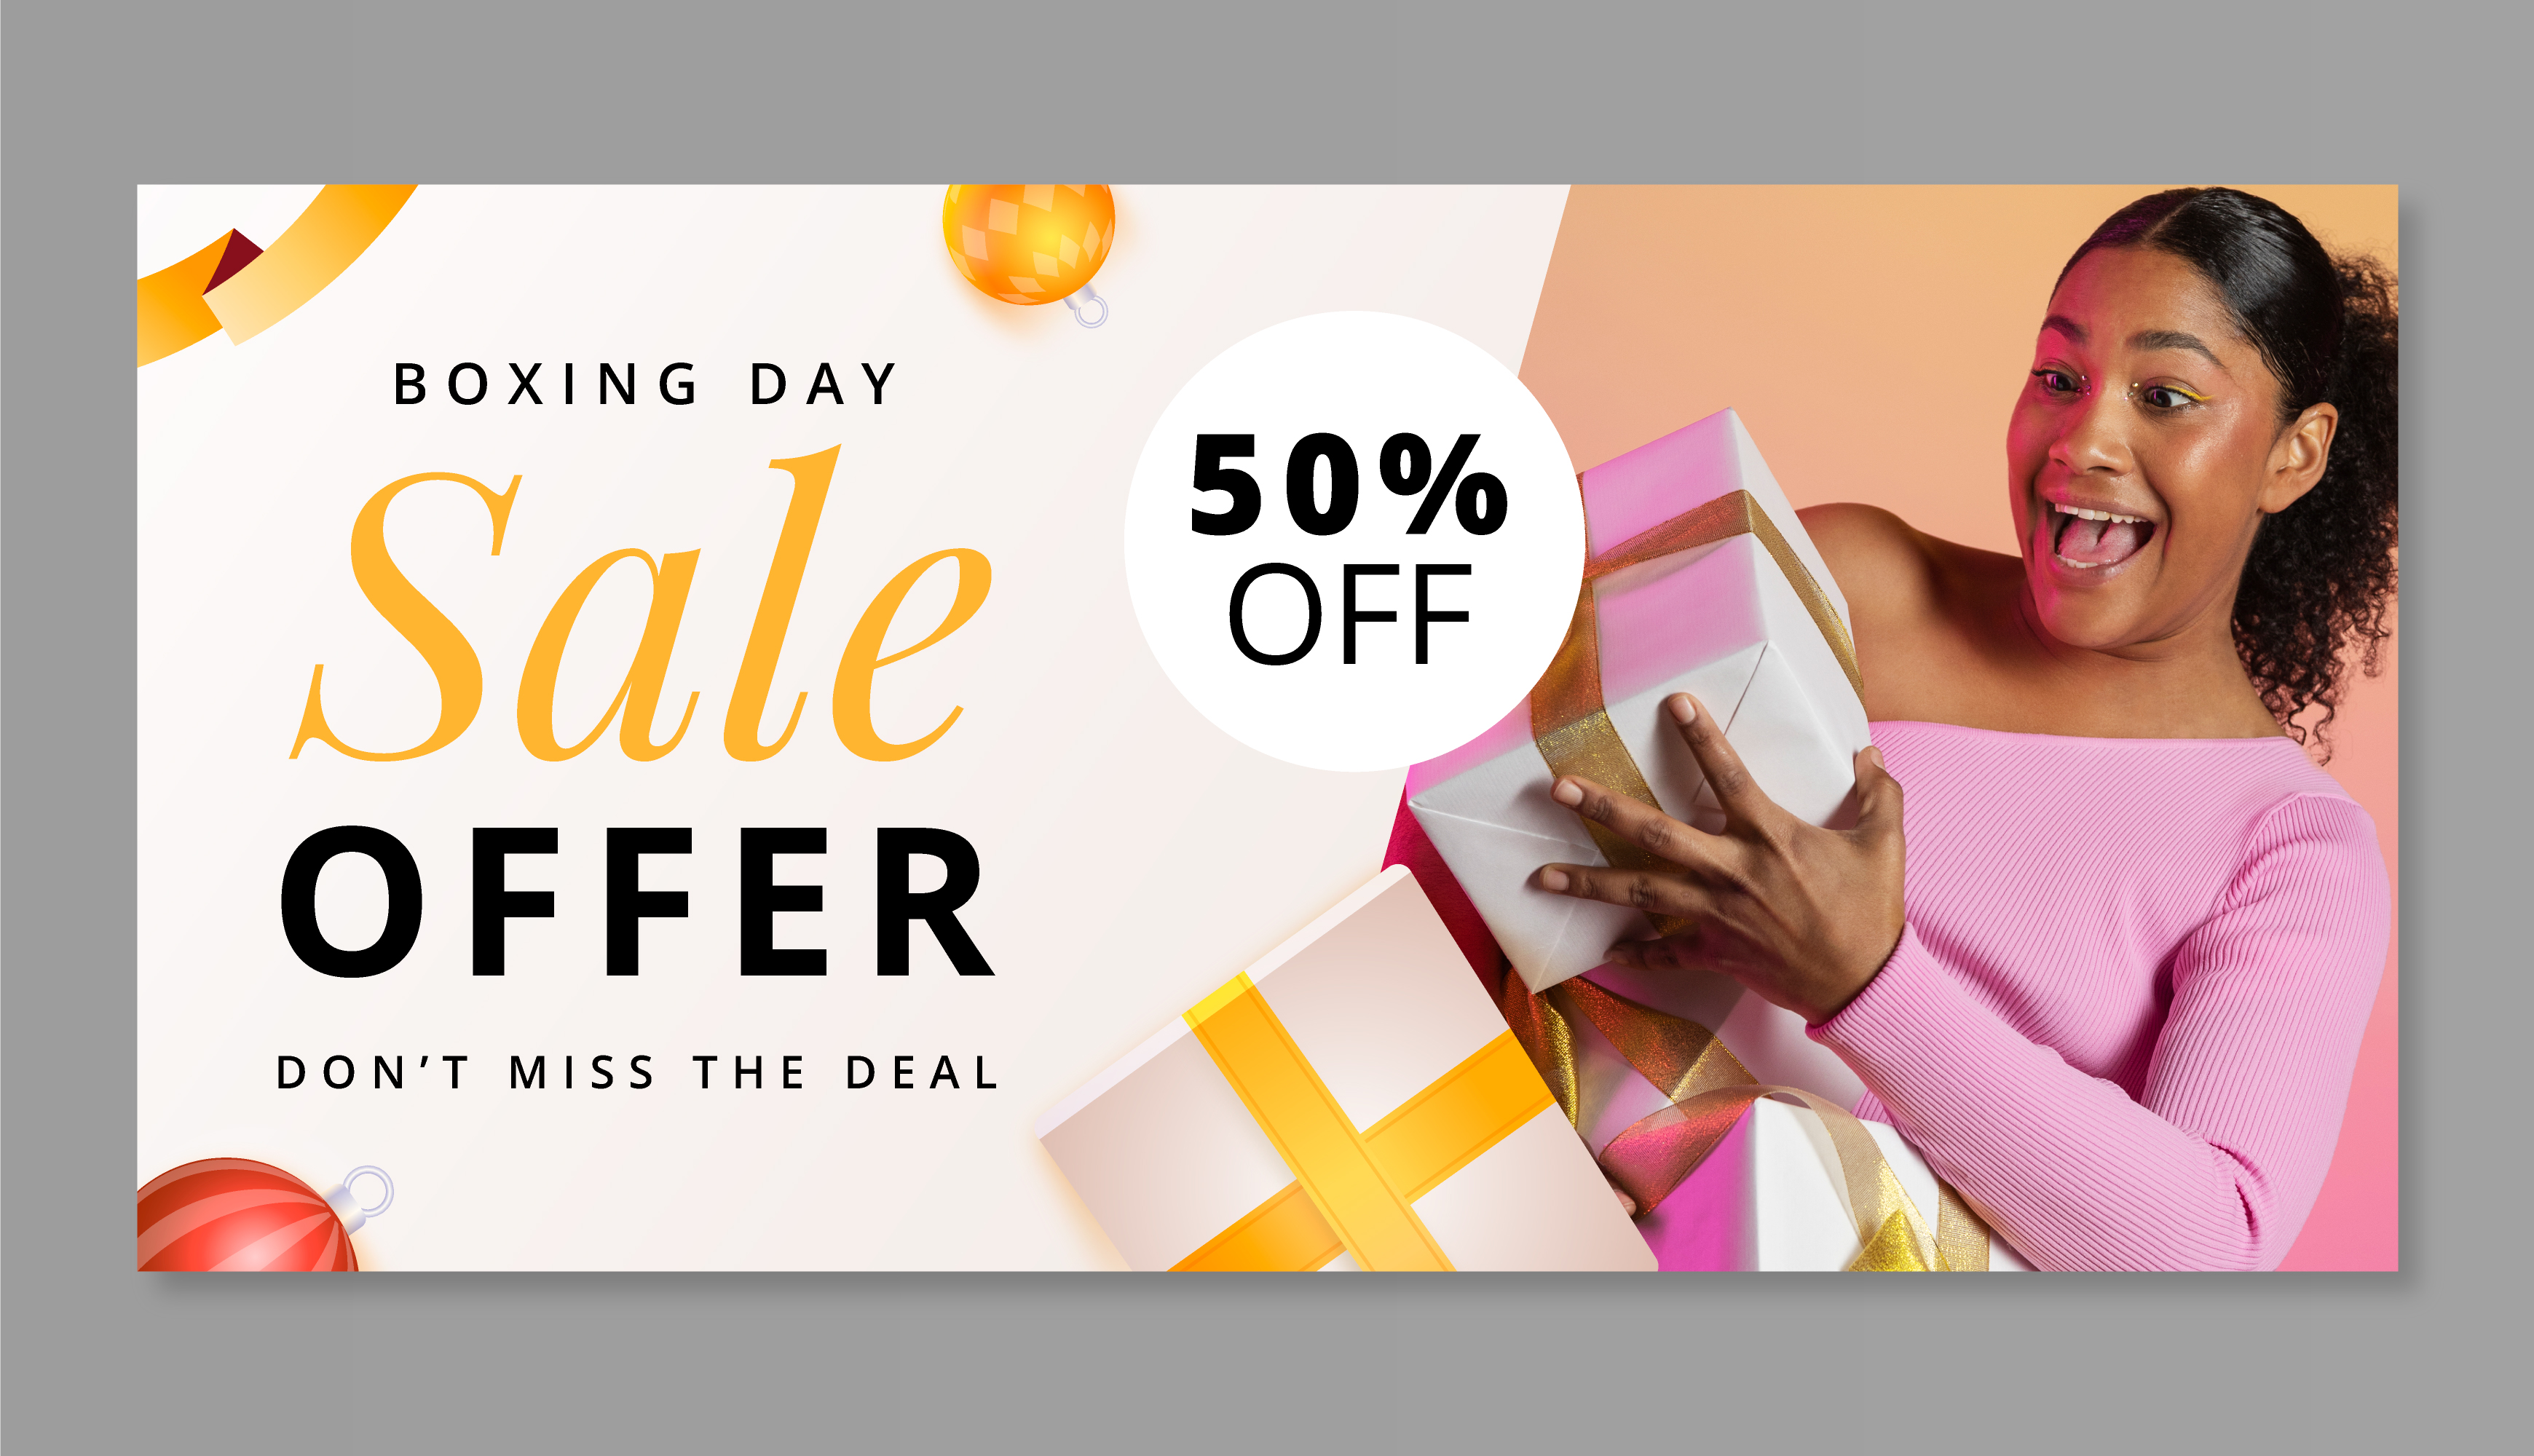 BOXING DAY
Sale
OFFER
DON’T MISS THE DEAL
50%
OFF